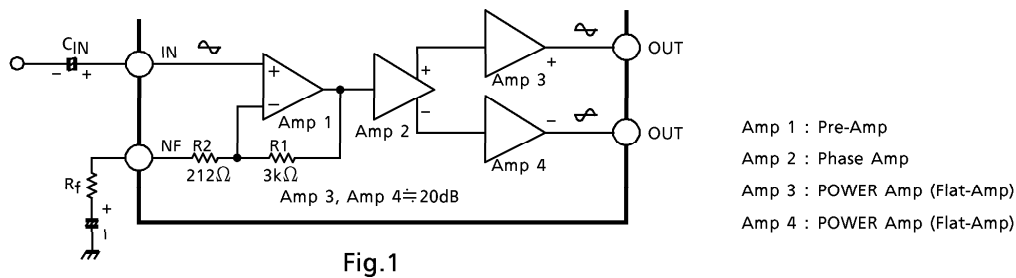 CIN
IN
OUT
Amp 3
Amp 1
Amp 2
NF
R2
R1
212Ω
3kΩ
Rf
Amp 4
OUT
Amp 3, Amp 4≒20dB
Amp 1 : Pre-Amp
Amp 2 : Phase Amp
Amp 3 : POWER Amp (Flat-Amp)
Amp 4 : POWER Amp (Flat-Amp)
Fig.1